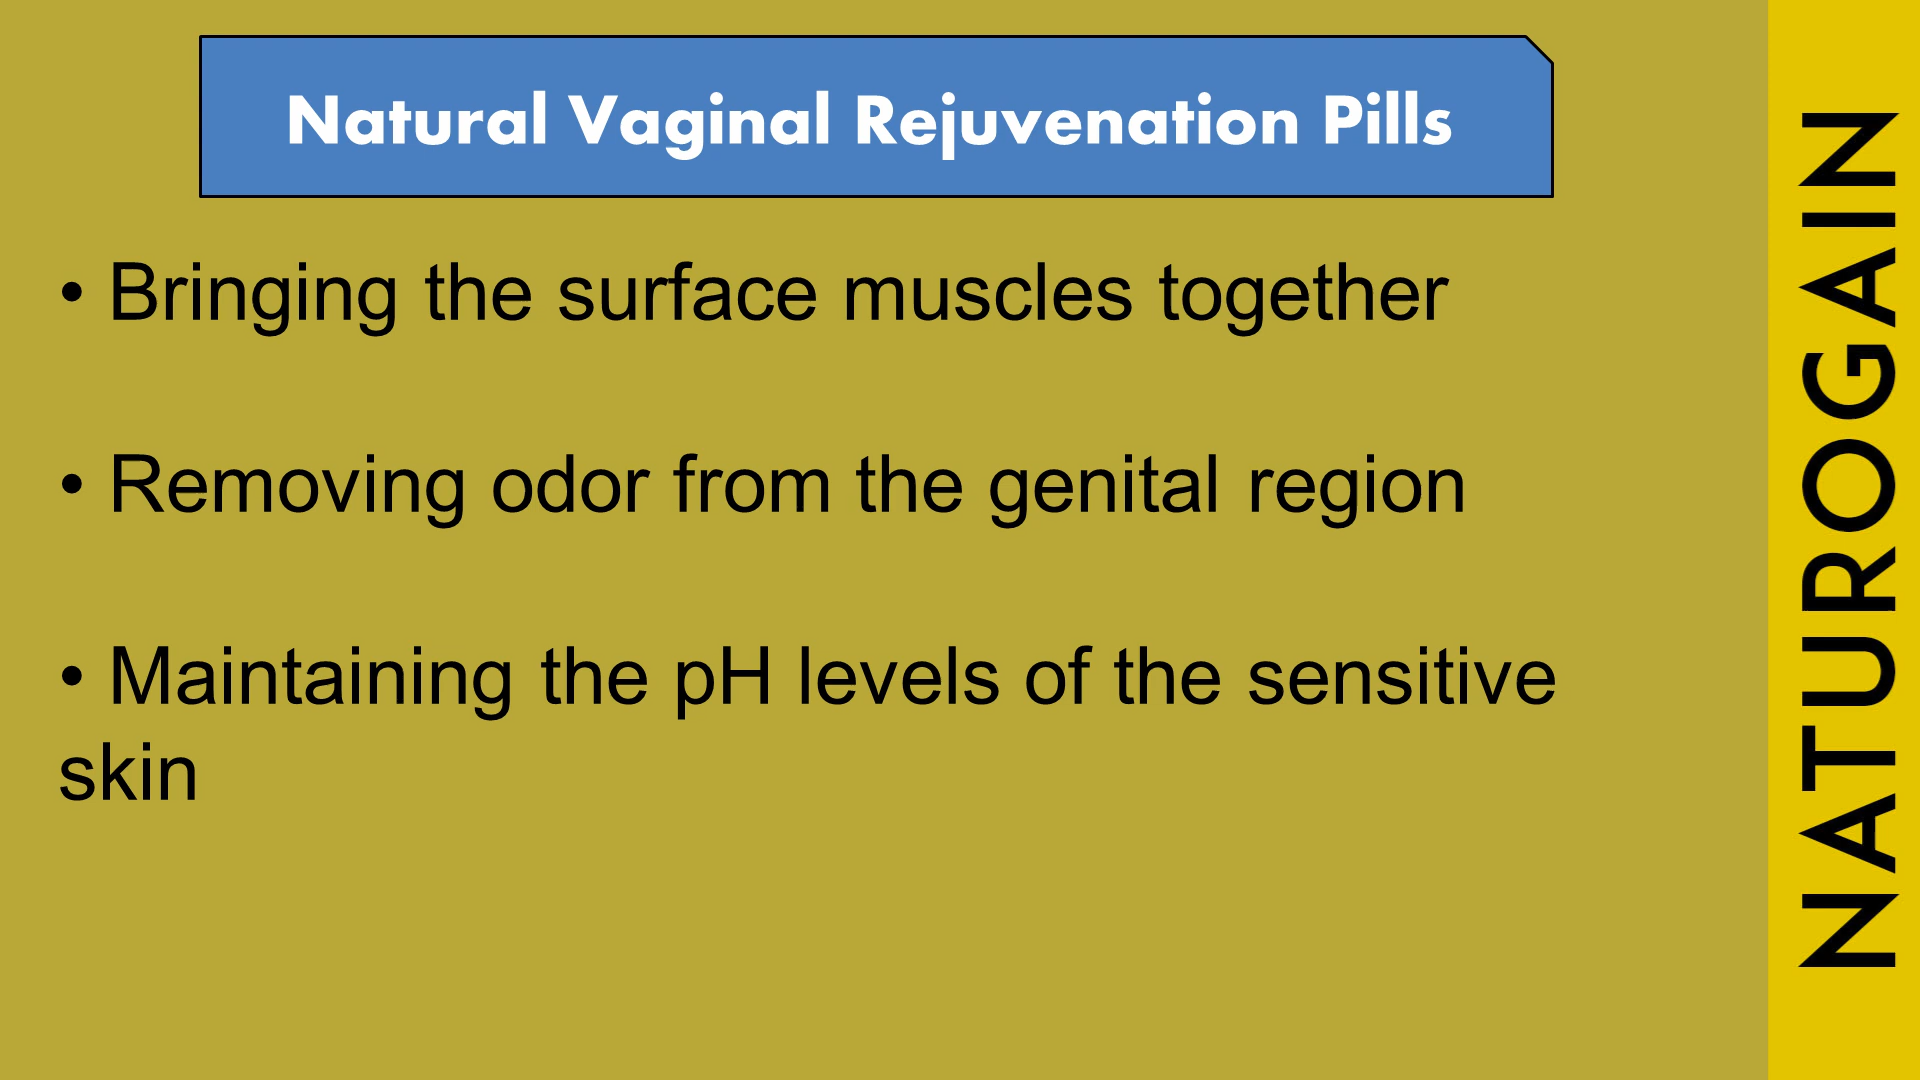 Natural Vaginal Rejuvenation Pills
• Bringing the surface muscles together
• Removing odor from the genital region
• Maintaining the pH levels of the sensitive
skin
NATUROGAIN